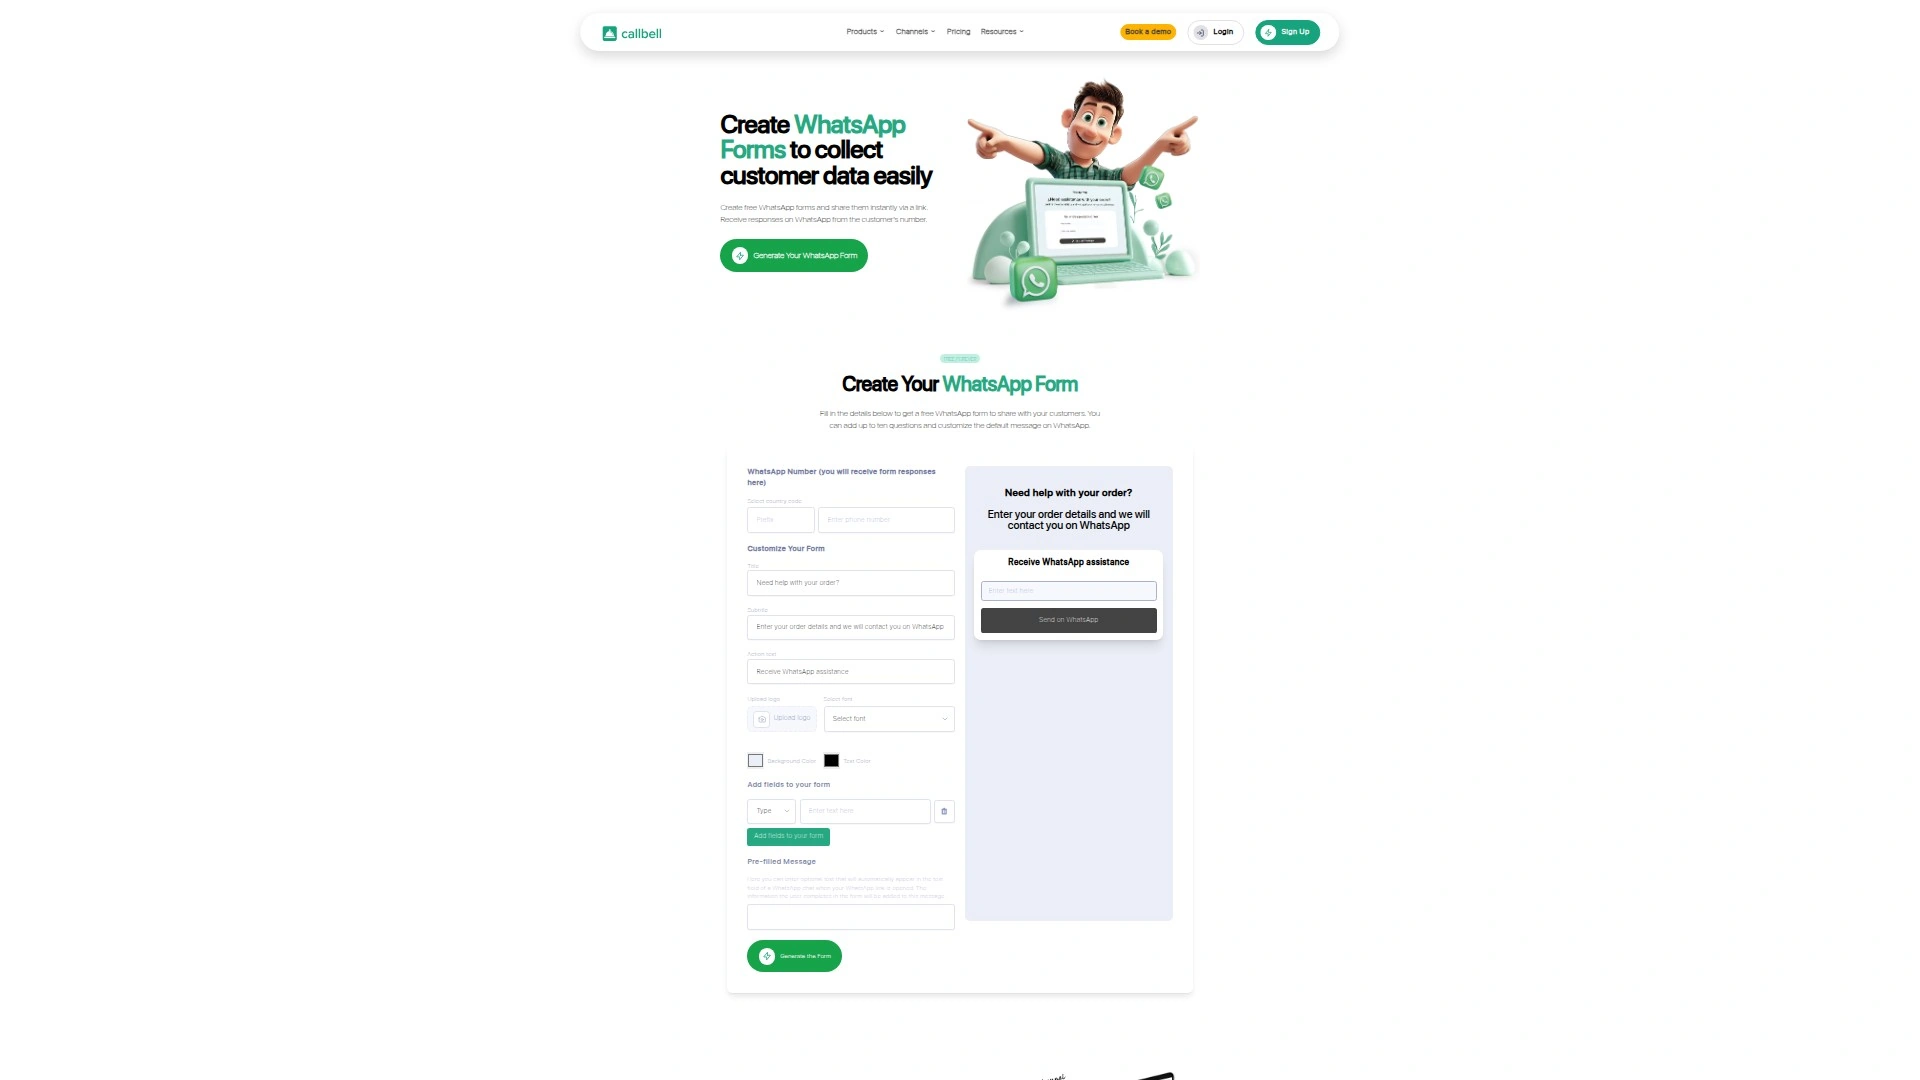 callbell
Products
Channels
Pricing
Resources
Book a demo
Login
Sign Up
Create WhatsApp
Forms to collect
customer data easily
Create free WhatsApp forms and share them instantly via a link.
Receive responses on WhatsApp from the customer's number.
Generate Your WhatsApp Form
Create Your WhatsApp Form
Fill in the details below to get a free WhatsApp form to share with your customers. You
can add up to ten questions and customize the default message on WhatsApp.
WhatsApp Number (you will receive form responses
here)
Select country code
Prefix
Enter phone number
Customize Your Form
Title
Need help with your order?
Subtitle
Enter your order details and we will contact you on WhatsApp
Action text
Receive WhatsApp assistance
Upload logo
Select font
Upload logo
Select font
Background Color
Text Color
Add fields to your form
Type
Enter text here
Add fields to your form
Pre-filled Message
Generate the Form
Need help with your order?
Enter your order details and we will
contact you on WhatsApp
Receive WhatsApp assistance
Enter text here
Send on WhatsApp